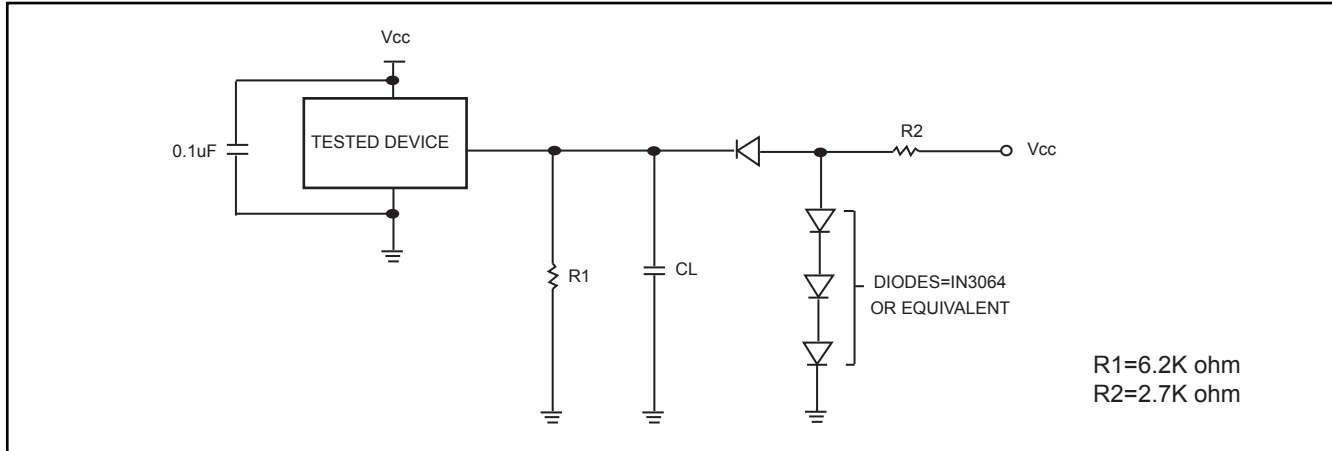 Vcc
0.1uF
TESTED DEVICE
R2
Vcc
R1
CL
DIODES=IN3064
OR EQUIVALENT
R1=6.2K ohm
R2=2.7K ohm